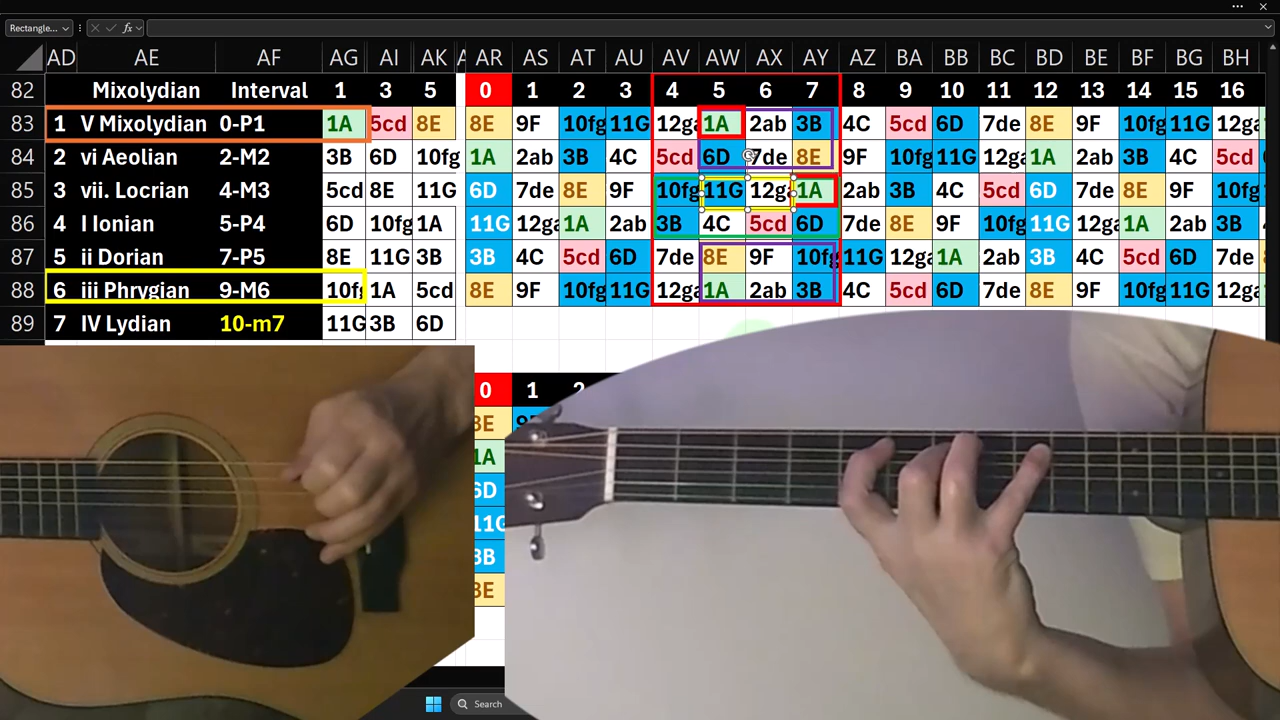 Rectangle... fx
AD AE AF AG AI AK AR AS AT AU AV AW AX AY AZ BA BB BC BD BE BF BG BH
82 Mixolydian Interval 1 3 5 0 1 2 3 4 5 6 7 8 9 10 11 12 13 14 15 16
83 1 V Mixolydian 0-P1 1A 5cd 8E 8E 9F 10fg 11G 12ga 1A 2ab 3B 4C 5cd 6D 7de 8E 9F 10fg 11G 12ga
84 2 vi Aeolian 2-M2 3B 6D 10fg 1A 2ab 3B 4C 5cd 6D 7de 8E 9F 10fg 11G 12ga 1A 2ab 3B 4C 5cd
85 3 vii. Locrian 4-M3 5cd 8E 11G 6D 7de 8E 9F 10fg 11G 12ga 1A 2ab 3B 4C 5cd 6D 7de 8E 9F 10fg
86 4 I Ionian 5-P4 6D 10fg 1A 11G 12ga 1A 2ab 3B 4C 5cd 6D 7de 8E 9F 10fg 11G 12ga 1A 2ab 3B
87 5 ii Dorian 7-P5 8E 11G 3B 3B 4C 5cd 6D 7de 8E 9F 10fg 11G 12ga 1A 2ab 3B 4C 5cd 6D 7de
88 6 iii Phrygian 9-M6 10fg 1A 5cd 8E 9F 10fg 11G 12ga 1A 2ab 3B 4C 5cd 6D 7de 8E 9F 10fg 11G 12ga
89 7 IV Lydian 10-m7 11G 3B 6D
0 1 2
8E
1A
6D
11G
3B
8E
Search